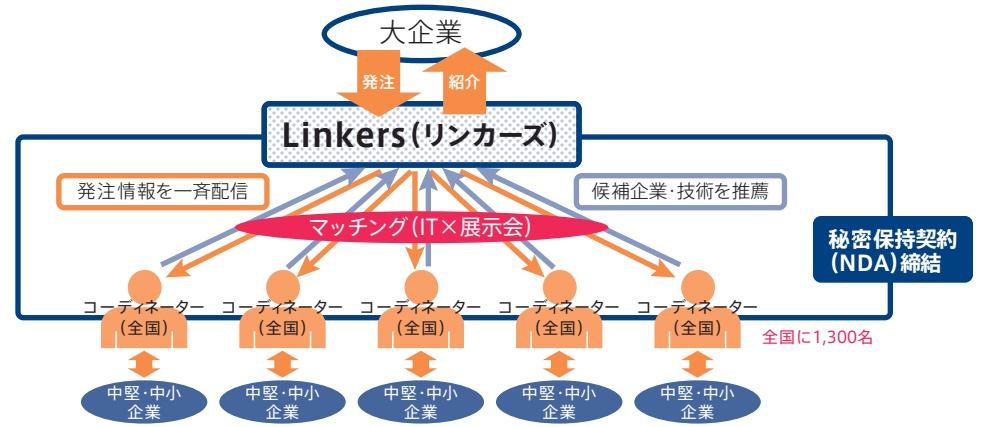 大企業
発注
紹介
Linkers(リンカーズ)
発注情報を一斉配信
候補企業・技術を推薦
マッチング(IT×展示会)
秘密保持契約
(NDA)締結
コーディネーター
(全国)
コーディネーター
(全国)
コーディネーター
(全国)
コーディネーター
(全国)
コーディネーター
(全国)
全国に1,300名
中堅・中小
企業
中堅・中小
企業
中堅・中小
企業
中堅・中小
企業
中堅・中小
企業